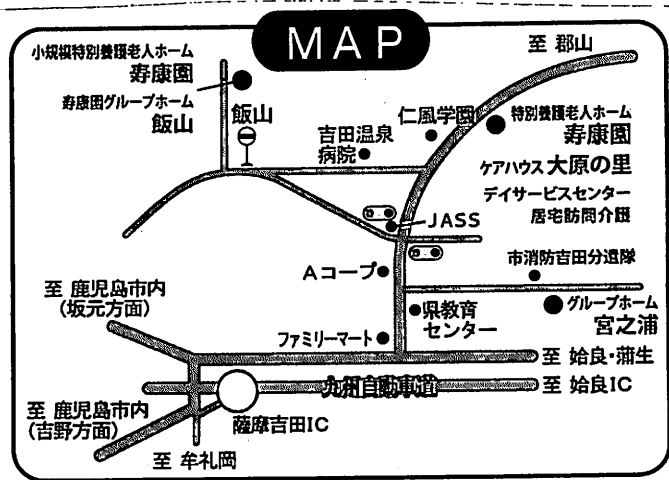 MAP
小規模特別養護老人ホーム
寿康園
寿康園グループホーム
飯山
飯山
至 郡山
仁風学園
吉田温泉
病院
特別養護老人ホーム
寿康園
ケアハウス 大原の里
デイサービスセンター
居宅訪問介護
JASS
市消防吉田分遣隊
Aコープ
至 鹿児島市内
(坂元方面)
県教育
センター
グループホーム
宮之浦
ファミリーマート
至 姶良・蒲生
九州自動車道
至 姶良IC
至 鹿児島市内
(吉野方面)
薩摩吉田IC
至 牟礼岡